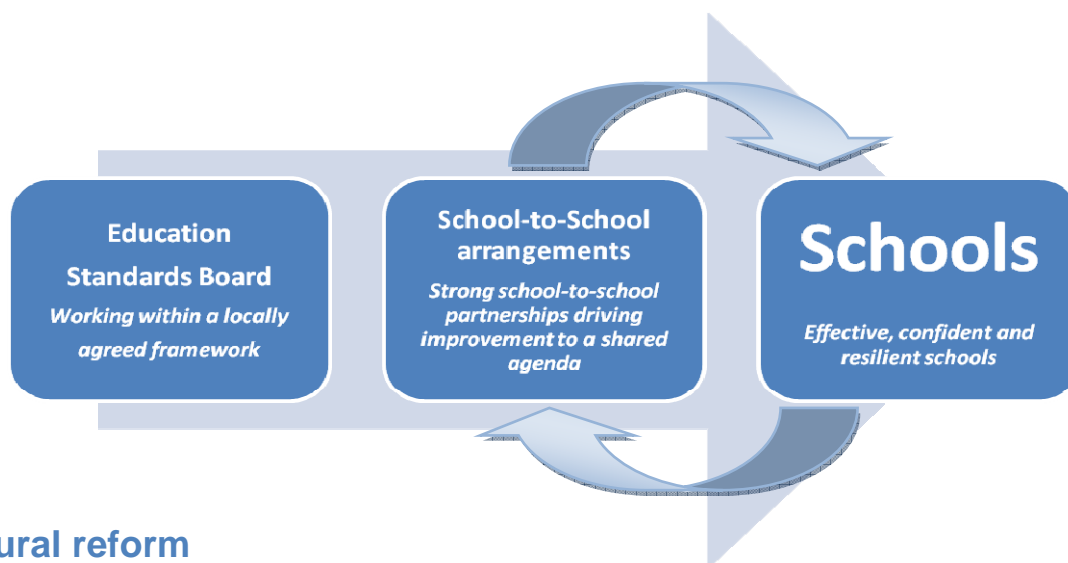 Education
Standards Board
Working within a locally
agreed framework
School-to-School
arrangements
Strong school-to-school
partnerships driving
improvement to a shared
agenda
Schools
Effective, confident and
resilient schools
ural reform